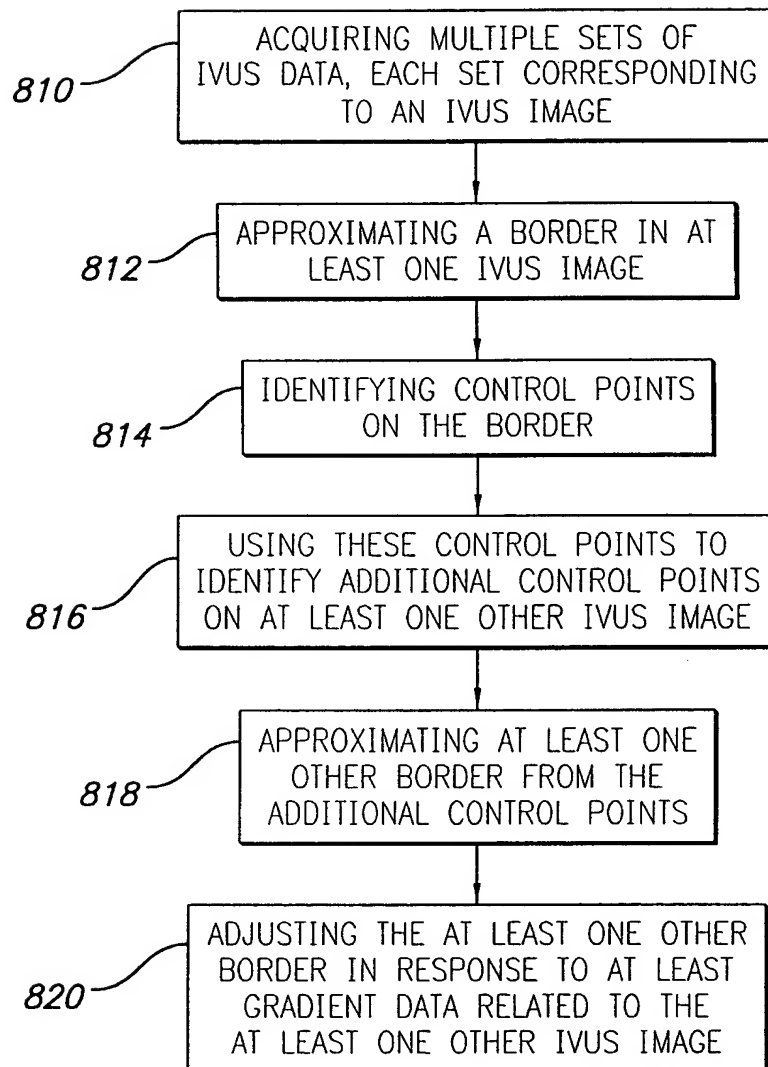 810
ACQUIRING MULTIPLE SETS OF
IVUS DATA, EACH SET CORRESPONDING
TO AN IVUS IMAGE
812
APPROXIMATING A BORDER IN AT
LEAST ONE IVUS IMAGE
814
IDENTIFYING CONTROL POINTS
ON THE BORDER
816
USING THESE CONTROL POINTS TO
IDENTIFY ADDITIONAL CONTROL POINTS
ON AT LEAST ONE OTHER IVUS IMAGE
818
APPROXIMATING AT LEAST ONE
OTHER BORDER FROM THE
ADDITIONAL CONTROL POINTS
820
ADJUSTING THE AT LEAST ONE OTHER
BORDER IN RESPONSE TO AT LEAST
GRADIENT DATA RELATED TO THE
AT LEAST ONE OTHER IVUS IMAGE